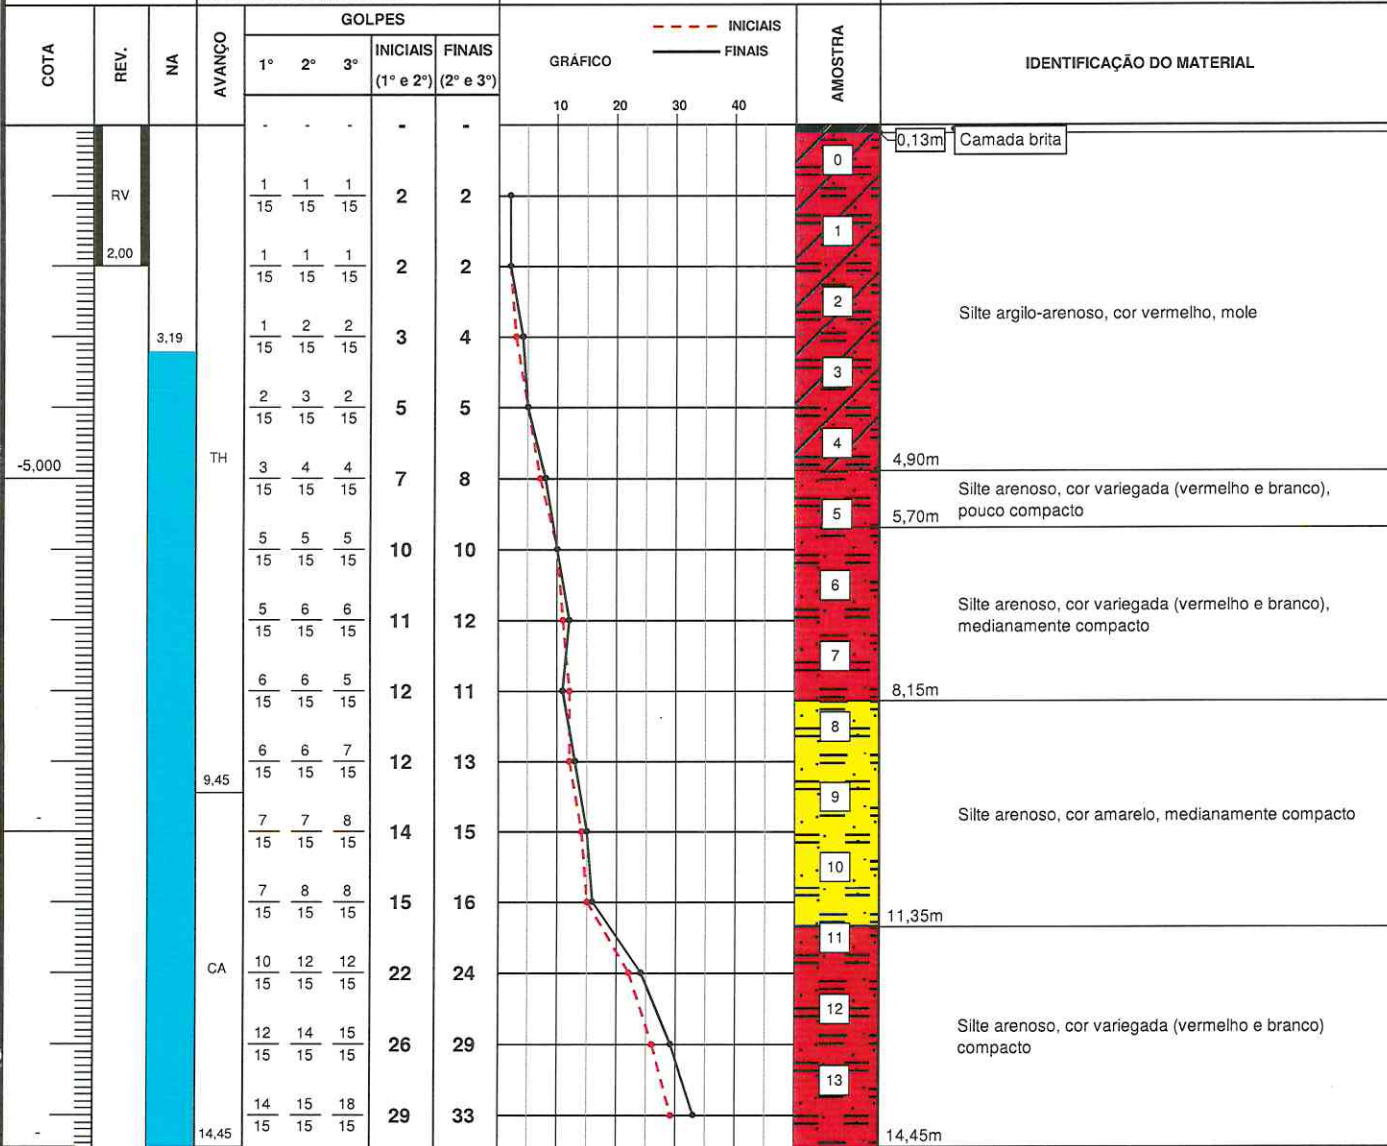 COTA
REV.
NA
AVANÇO
GOLPES
1° 2° 3°
INICIAIS FINAIS
(1° e 2°) (2° e 3°)
GRÁFICO
INICIAIS
FINAIS
10 20 30 40
AMOSTRA
IDENTIFICAÇÃO DO MATERIAL
- - - - -
0,13m Camada brita
0
RV
1 1 1
15 15 15
2 2
1
2,00
1 1 1
15 15 15
2 2
2
Silte argilo-arenoso, cor vermelho, mole
3,19
1 2 2
15 15 15
3 4
3
2 3 2
15 15 15
5 5
4
TH
4,90m
-5,000
3 4 4
15 15 15
7 8
Silte arenoso, cor variegada (vermelho e branco),
pouco compacto
5
5,70m
5 5 5
15 15 15
10 10
6
Silte arenoso, cor variegada (vermelho e branco),
medianamente compacto
5 6 6
15 15 15
11 12
7
6 6 5
15 15 15
12 11
8,15m
8
6 6 7
15 15 15
12 13
9,45
9
Silte arenoso, cor amarelo, medianamente compacto
-
7 7 8
15 15 15
14 15
10
7 8 8
15 15 15
15 16
11,35m
11
CA
10 12 12
15 15 15
22 24
12
Silte arenoso, cor variegada (vermelho e branco)
compacto
12 14 15
15 15 15
26 29
13
14 15 18
15 15 15
29 33
-
14,45
14,45m